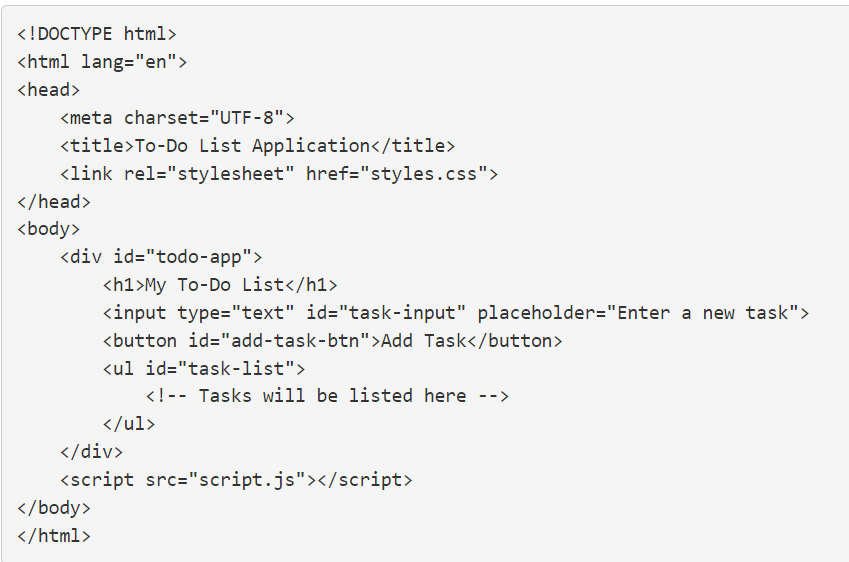 <!DOCTYPE html>
<html lang="en">
<head>
    <meta charset="UTF-8">
    <title>To-Do List Application</title>
    <link rel="stylesheet" href="styles.css">
</head>
<body>
    <div id="todo-app">
        <h1>My To-Do List</h1>
        <input type="text" id="task-input" placeholder="Enter a new task">
        <button id="add-task-btn">Add Task</button>
        <ul id="task-list">
            <!-- Tasks will be listed here -->
        </ul>
    </div>
    <script src="script.js"></script>
</body>
</html>